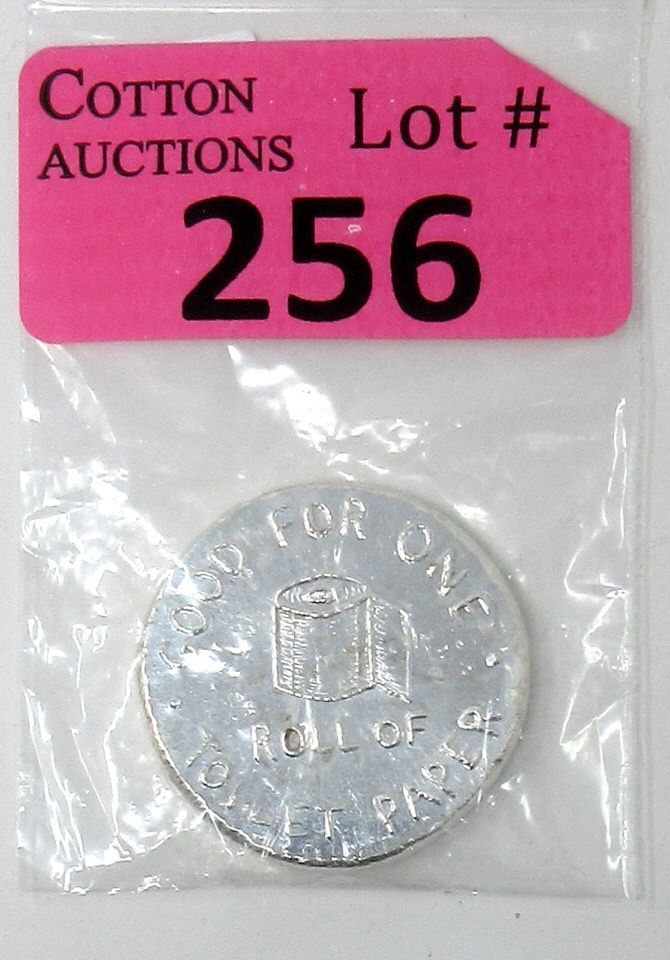 COTTON
AUCTIONS
Lot #
256
GOOD FOR ONE
ROLL OF
TOILET PAPER